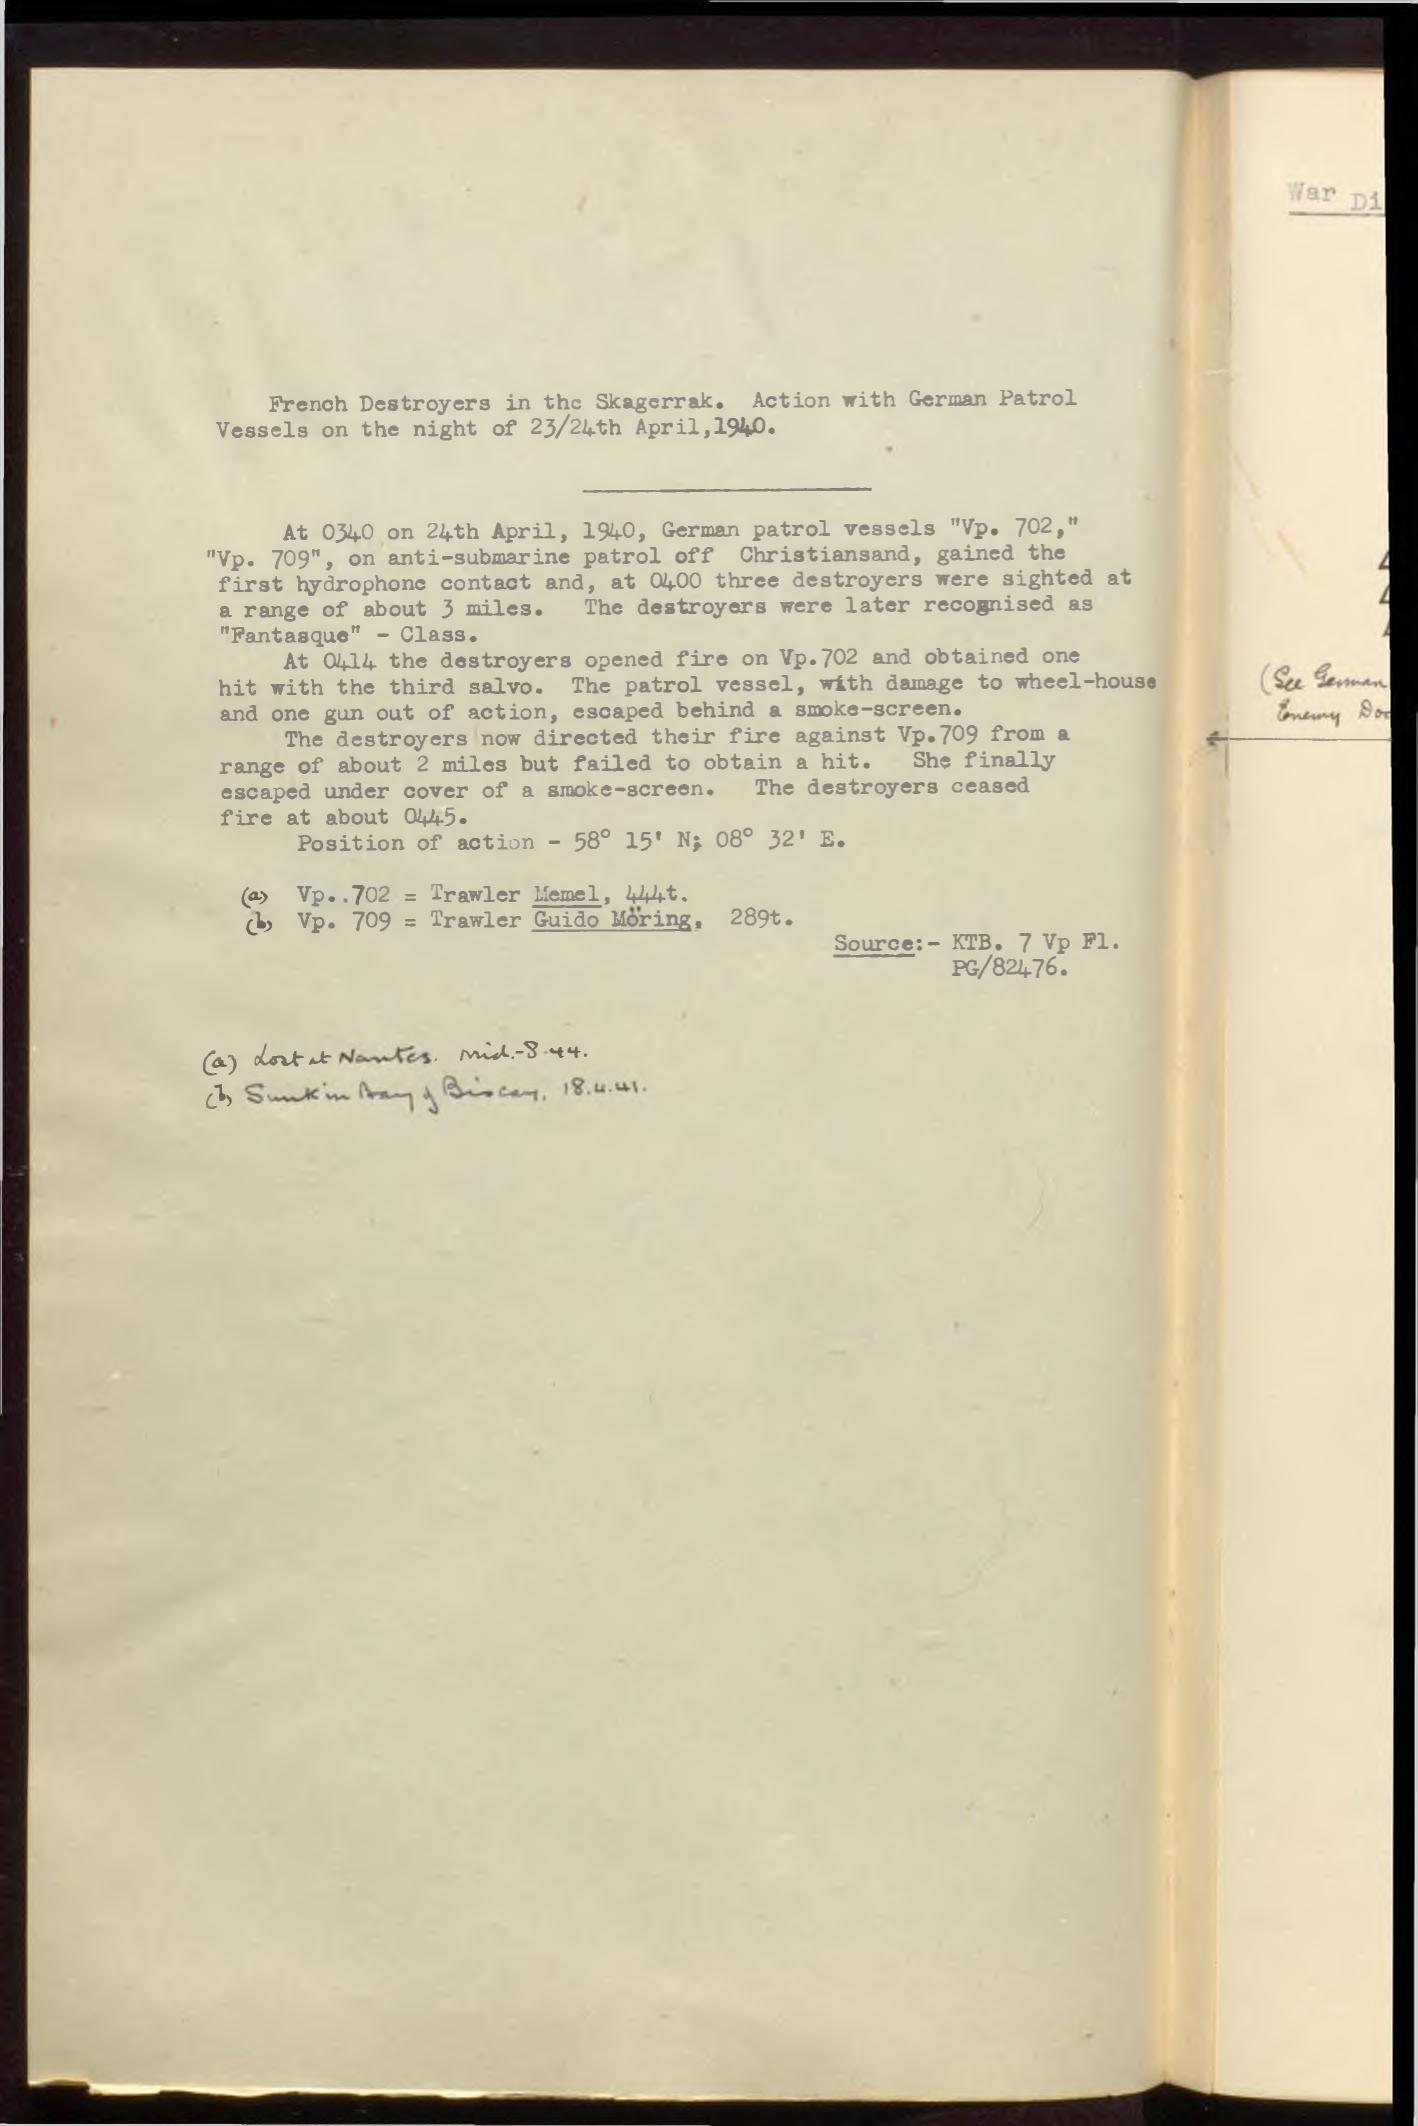 French Destroyers in the Skagerrak. Action with German Patrol
Vessels on the night of 23/24th April,1940.
At 0340 on 24th April, 1940, German patrol vessels "Vp. 702,"
"Vp. 709", on anti-submarine patrol off Christiansand, gained the
first hydrophone contact and, at 0400 three destroyers were sighted at
a range of about 3 miles. The destroyers were later recognised as
"Fantasque" - Class.
At 0414 the destroyers opened fire on Vp.702 and obtained one
hit with the third salvo. The patrol vessel, with damage to wheel-house
and one gun out of action, escaped behind a smoke-screen.
The destroyers now directed their fire against Vp.709 from a
range of about 2 miles but failed to obtain a hit. She finally
escaped under cover of a smoke-screen. The destroyers ceased
fire at about 0445.
Position of action - 58° 15' N; 08° 32' E.
(a) Vp..702 = Trawler Memel, 444t.
(b) Vp. 709 = Trawler Guido Möring, 289t.
Source:- KTB. 7 Vp Fl.
PG/82476.
(a) Lost at Nantes. mid.-8.44.
(b) Sunk in Bay of Biscay, 18.4.41.
War Di
(See German
Enemy Doc